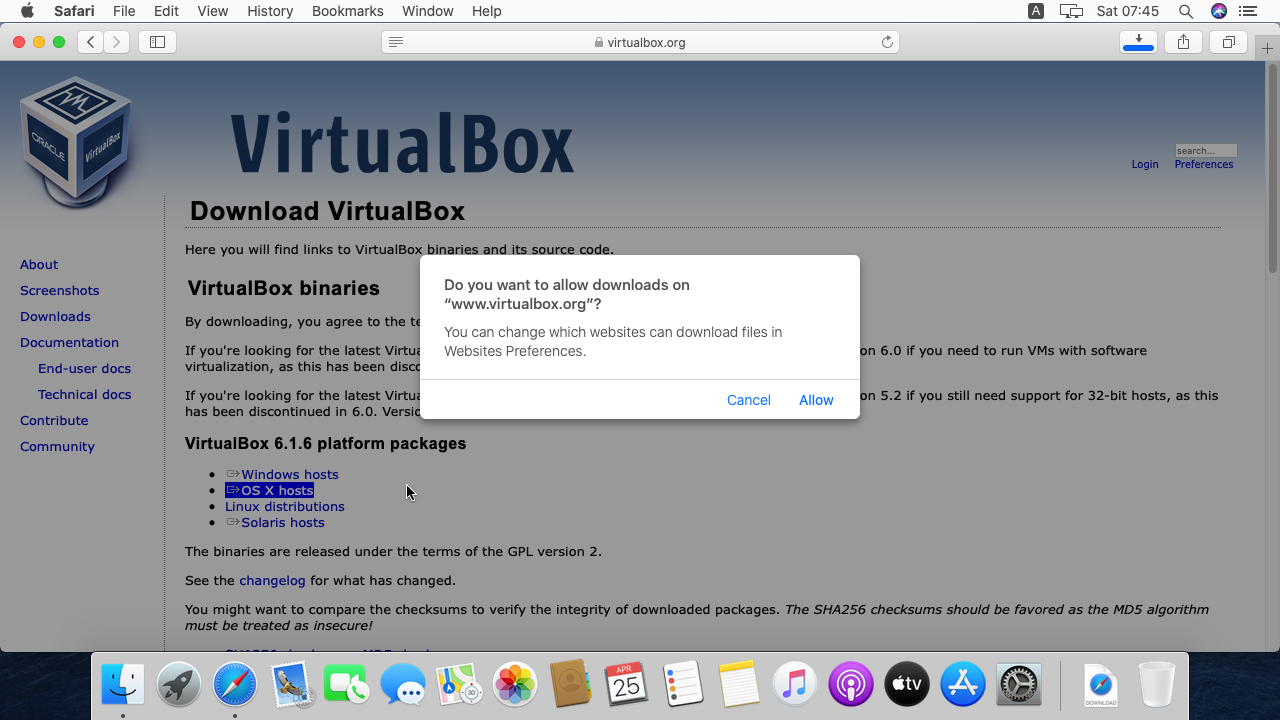 Safari File Edit View History Bookmarks Window Help A Sat 07:45
virtualbox.org
ORACLE
VirtualBox
VirtualBox
search...
Login Preferences
Download VirtualBox
Here you will find links to VirtualBox binaries and its source code.
About
Screenshots
Downloads
Documentation
End-user docs
Technical docs
Contribute
Community
VirtualBox binaries
By downloading, you agree to the te
If you're looking for the latest Virtua
on 6.0 if you need to run VMs with software
virtualization, as this has been disco
If you're looking for the latest Virtua
on 5.2 if you still need support for 32-bit hosts, as this
has been discontinued in 6.0. Versio
Do you want to allow downloads on
“www.virtualbox.org”?
You can change which websites can download files in
Websites Preferences.
Cancel Allow
VirtualBox 6.1.6 platform packages
Windows hosts
OS X hosts
Linux distributions
Solaris hosts
The binaries are released under the terms of the GPL version 2.
See the changelog for what has changed.
You might want to compare the checksums to verify the integrity of downloaded packages. The SHA256 checksums should be favored as the MD5 algorithm
must be treated as insecure!
3D
APR
25
tv
DOWNLOAD